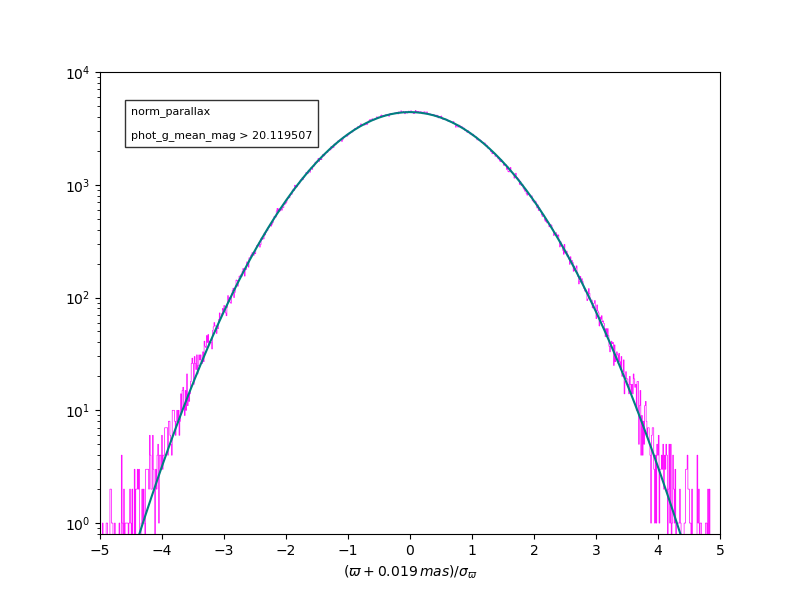 10⁴
10³
10²
10¹
10⁰
norm_parallax
phot_g_mean_mag > 20.119507
−5 −4 −3 −2 −1 0 1 2 3 4 5
(ϖ + 0.019 mas)/σϖ